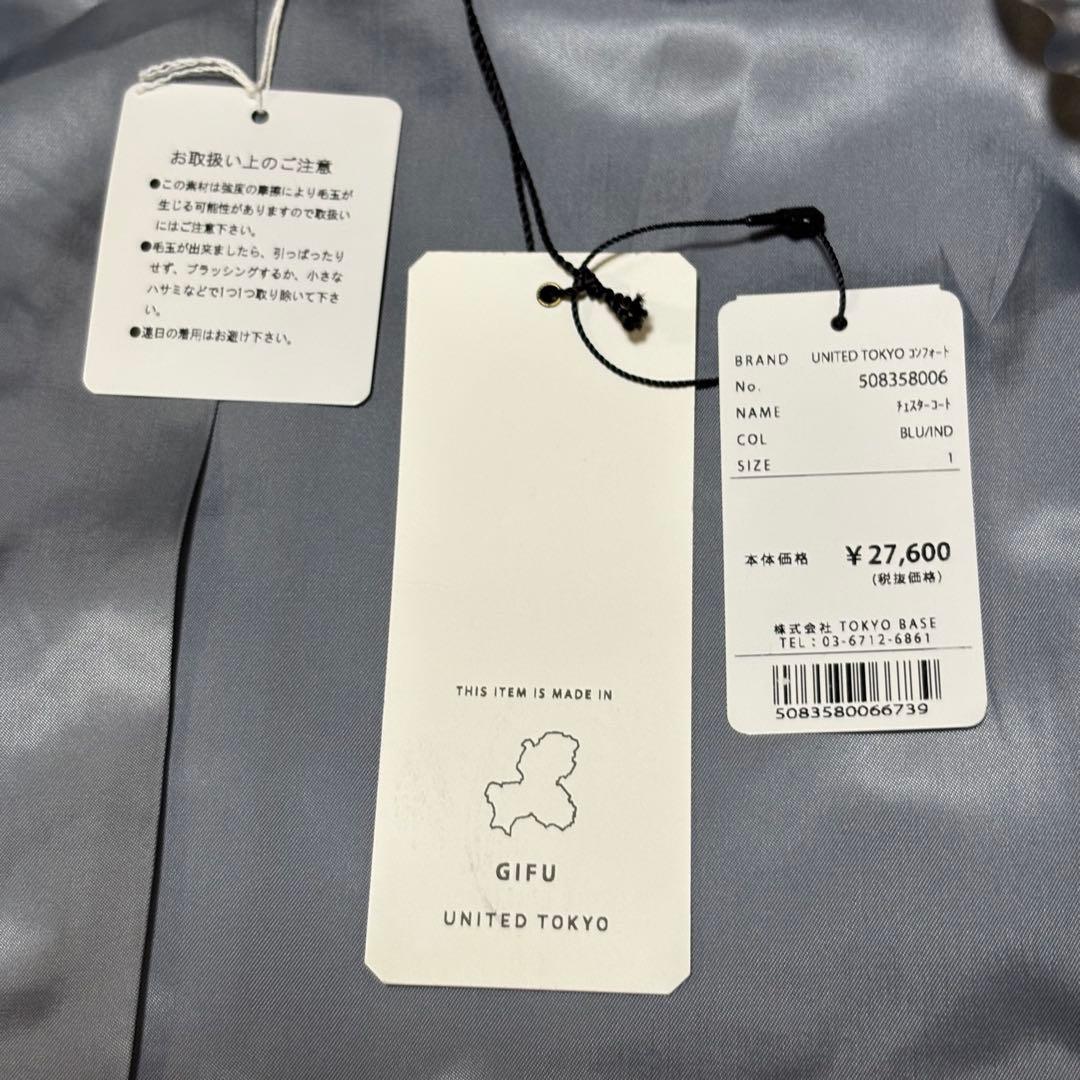 お取扱い上のご注意
●この素材は強度の摩擦により毛玉が
生じる可能性がありますので取扱い
にはご注意下さい。
●毛玉が出来ましたら、引っぱったり
せず、ブラッシングするか、小さな
ハサミなどで1つ1つ取り除いて下さ
い。
●連日の着用はお避け下さい。
THIS ITEM IS MADE IN
GIFU
UNITED TOKYO
BRAND UNITED TOKYO ｺﾝﾌｫｰﾄ
No. 508358006
NAME ﾁｪｽﾀｰｺｰﾄ
COL BLU/IND
SIZE 1
本体価格 ¥27,600
(税抜価格)
株式会社 TOKYO BASE
TEL:03-6712-6861
5083580066739